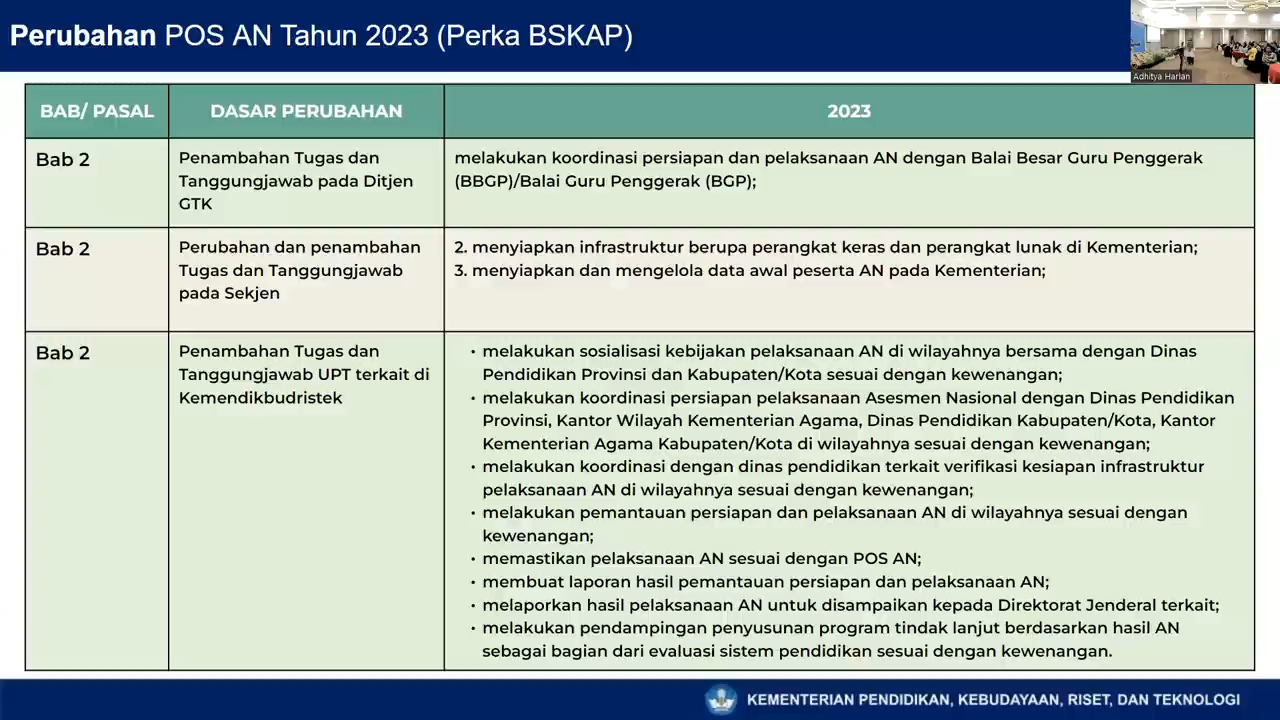 Perubahan POS AN Tahun 2023 (Perka BSKAP)
Adhitya Harlan
BAB/ PASAL
DASAR PERUBAHAN
2023
Bab 2
Penambahan Tugas dan
Tanggungjawab pada Ditjen
GTK
melakukan koordinasi persiapan dan pelaksanaan AN dengan Balai Besar Guru Penggerak
(BBGP)/Balai Guru Penggerak (BGP);
Bab 2
Perubahan dan penambahan
Tugas dan Tanggungjawab
pada Sekjen
2. menyiapkan infrastruktur berupa perangkat keras dan perangkat lunak di Kementerian;
3. menyiapkan dan mengelola data awal peserta AN pada Kementerian;
Bab 2
Penambahan Tugas dan
Tanggungjawab UPT terkait di
Kemendikbudristek
• melakukan sosialisasi kebijakan pelaksanaan AN di wilayahnya bersama dengan Dinas
Pendidikan Provinsi dan Kabupaten/Kota sesuai dengan kewenangan;
• melakukan koordinasi persiapan pelaksanaan Asesmen Nasional dengan Dinas Pendidikan
Provinsi, Kantor Wilayah Kementerian Agama, Dinas Pendidikan Kabupaten/Kota, Kantor
Kementerian Agama Kabupaten/Kota di wilayahnya sesuai dengan kewenangan;
• melakukan koordinasi dengan dinas pendidikan terkait verifikasi kesiapan infrastruktur
pelaksanaan AN di wilayahnya sesuai dengan kewenangan;
• melakukan pemantauan persiapan dan pelaksanaan AN di wilayahnya sesuai dengan
kewenangan;
• memastikan pelaksanaan AN sesuai dengan POS AN;
• membuat laporan hasil pemantauan persiapan dan pelaksanaan AN;
• melaporkan hasil pelaksanaan AN untuk disampaikan kepada Direktorat Jenderal terkait;
• melakukan pendampingan penyusunan program tindak lanjut berdasarkan hasil AN
sebagai bagian dari evaluasi sistem pendidikan sesuai dengan kewenangan.
KEMENTERIAN PENDIDIKAN, KEBUDAYAAN, RISET, DAN TEKNOLOGI